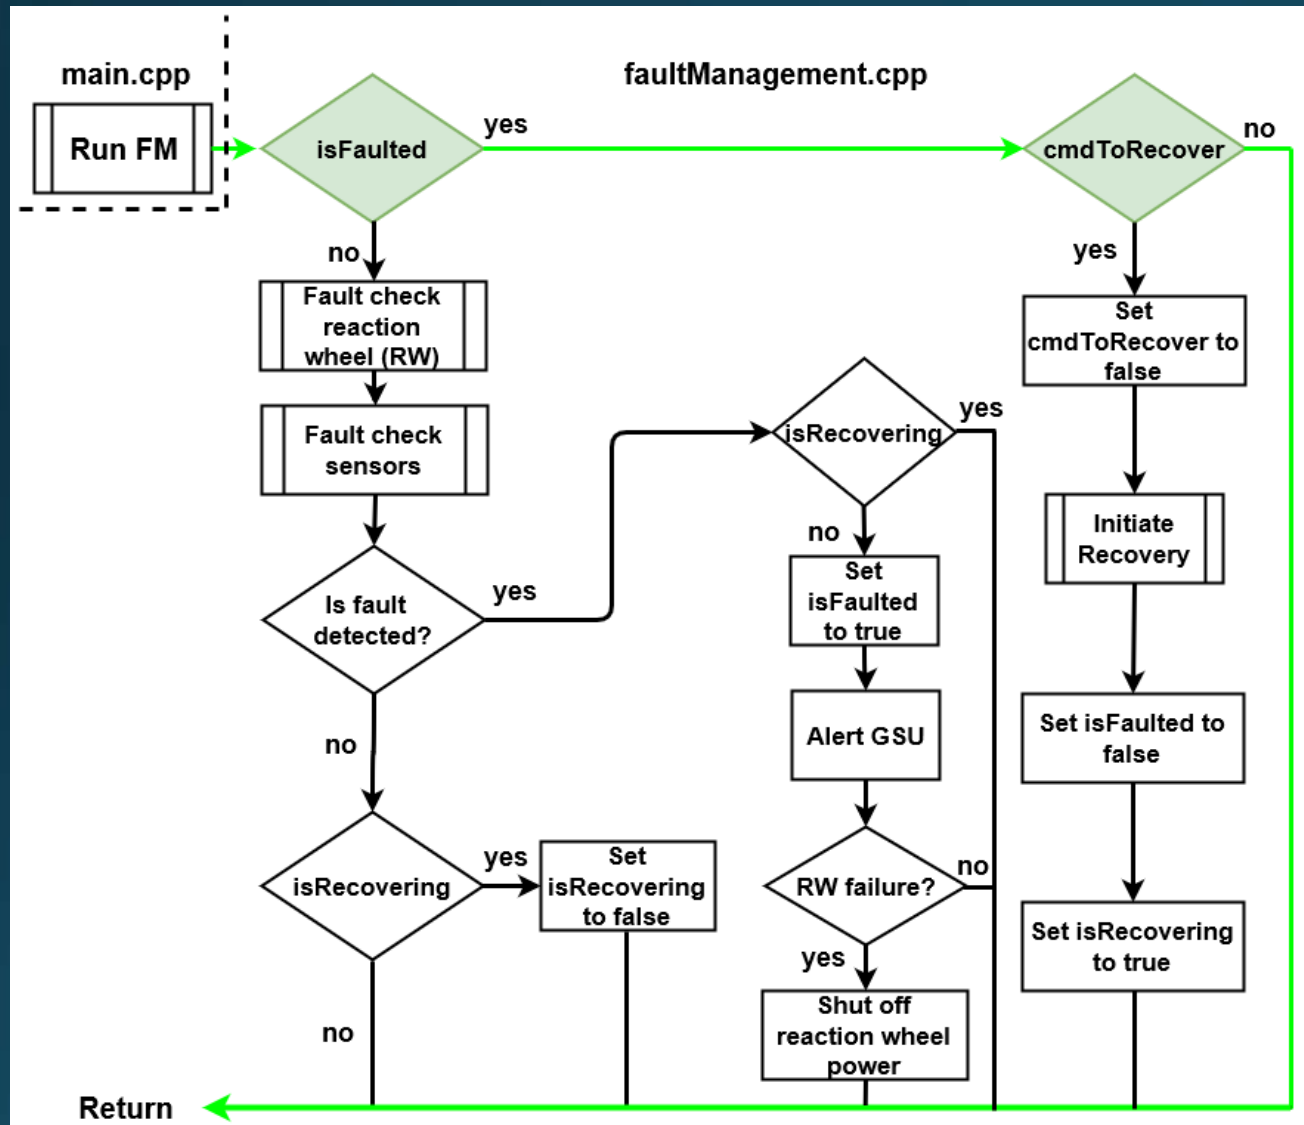 main.cpp
faultManagement.cpp
Run FM
isFaulted
yes
cmdToRecover
no
no
yes
Fault check
reaction
wheel (RW)
Set
cmdToRecover to
false
Fault check
sensors
isRecovering
yes
no
Initiate
Recovery
Is fault
detected?
yes
Set
isFaulted
to true
no
Alert GSU
Set isFaulted to
false
isRecovering
yes
Set
isRecovering
to false
RW failure?
no
yes
Set isRecovering
to true
no
Shut off
reaction wheel
power
Return